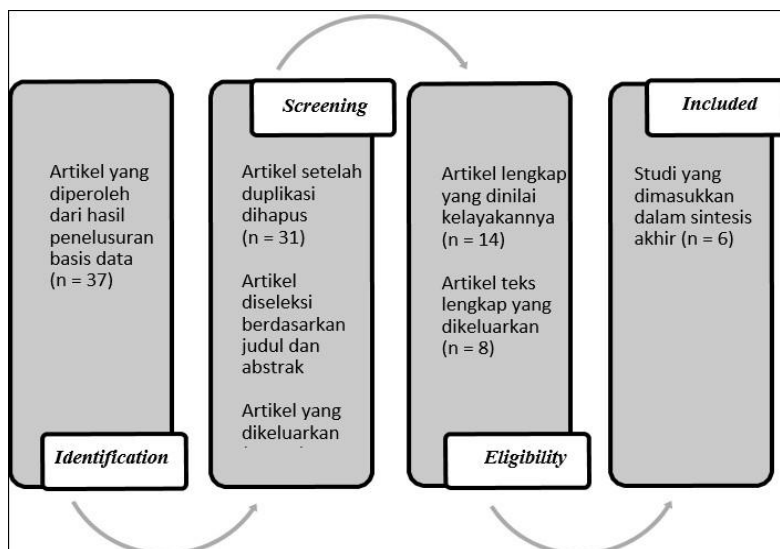 Artikel yang
diperoleh
dari hasil
penelusuran
basis data
(n = 37)
Identification
Screening
Artikel setelah
duplikasi
dihapus
(n = 31)
Artikel
diseleksi
berdasarkan
judul dan
abstrak
Artikel yang
dikeluarkan
Artikel lengkap
yang dinilai
kelayakannya
(n = 14)
Artikel teks
lengkap yang
dikeluarkan
(n = 8)
Eligibility
Included
Studi yang
dimasukkan
dalam sintesis
akhir (n = 6)